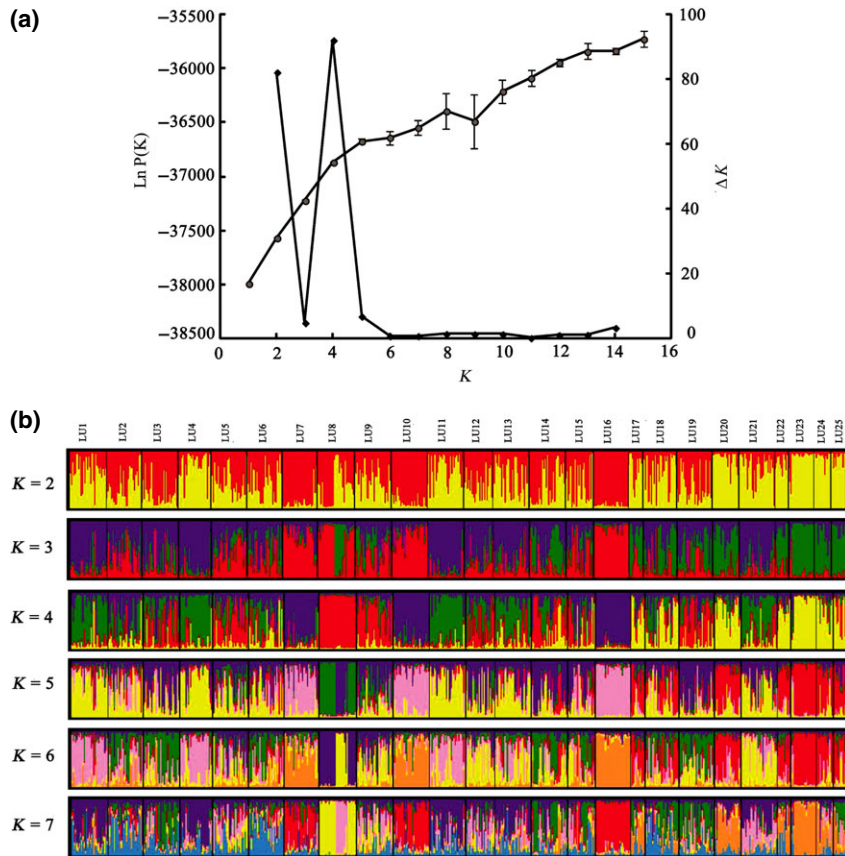 (a)
−35500
−36000
−36500
−37000
−37500
−38000
−38500
Ln P(K)
100
80
60
40
20
0
ΔK
0 2 4 6 8 10 12 14 16
K
(b)
LU1 LU2 LU3 LU4 LU5 LU6 LU7 LU8 LU9 LU10 LU11 LU12 LU13 LU14 LU15 LU16 LU17 LU18 LU19 LU20 LU21 LU22 LU23 LU24 LU25
K = 2
K = 3
K = 4
K = 5
K = 6
K = 7